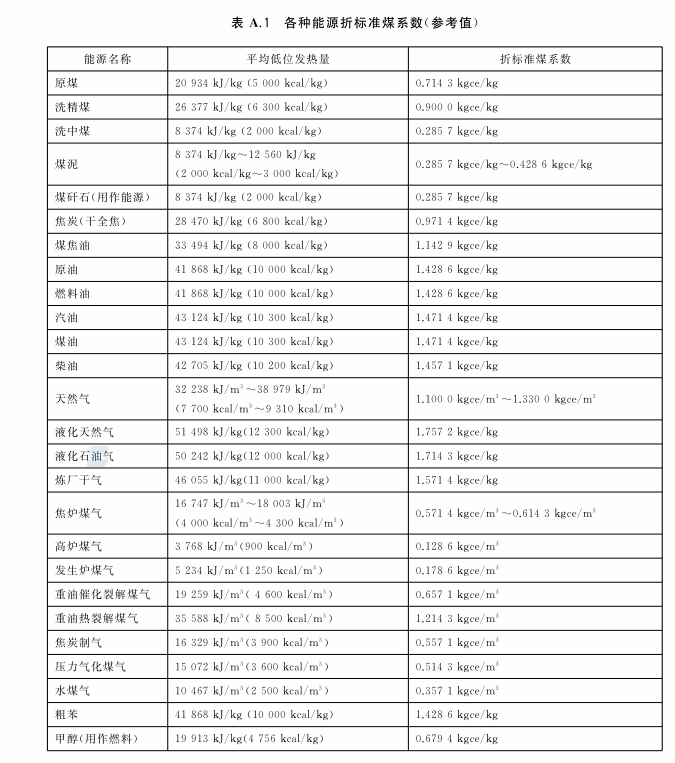 表 A.1 各种能源折标准煤系数(参考值)
能源名称 平均低位发热量 折标准煤系数
原煤 20 934 kJ/kg (5 000 kcal/kg) 0.714 3 kgce/kg
洗精煤 26 377 kJ/kg (6 300 kcal/kg) 0.900 0 kgce/kg
洗中煤 8 374 kJ/kg (2 000 kcal/kg) 0.285 7 kgce/kg
煤泥 8 374 kJ/kg～12 560 kJ/kg
(2 000 kcal/kg～3 000 kcal/kg) 0.285 7 kgce/kg～0.428 6 kgce/kg
煤矸石(用作能源) 8 374 kJ/kg (2 000 kcal/kg) 0.285 7 kgce/kg
焦炭(干全焦) 28 470 kJ/kg (6 800 kcal/kg) 0.971 4 kgce/kg
煤焦油 33 494 kJ/kg (8 000 kcal/kg) 1.142 9 kgce/kg
原油 41 868 kJ/kg (10 000 kcal/kg) 1.428 6 kgce/kg
燃料油 41 868 kJ/kg (10 000 kcal/kg) 1.428 6 kgce/kg
汽油 43 124 kJ/kg (10 300 kcal/kg) 1.471 4 kgce/kg
煤油 43 124 kJ/kg (10 300 kcal/kg) 1.471 4 kgce/kg
柴油 42 705 kJ/kg (10 200 kcal/kg) 1.457 1 kgce/kg
天然气 32 238 kJ/m³～38 979 kJ/m³
(7 700 kcal/m³～9 310 kcal/m³) 1.100 0 kgce/m³～1.330 0 kgce/m³
液化天然气 51 498 kJ/kg(12 300 kcal/kg) 1.757 2 kgce/kg
液化石油气 50 242 kJ/kg(12 000 kcal/kg) 1.714 3 kgce/kg
炼厂干气 46 055 kJ/kg(11 000 kcal/kg) 1.571 4 kgce/kg
焦炉煤气 16 747 kJ/m³～18 003 kJ/m³
(4 000 kcal/m³～4 300 kcal/m³) 0.571 4 kgce/m³～0.614 3 kgce/m³
高炉煤气 3 768 kJ/m³(900 kcal/m³) 0.128 6 kgce/m³
发生炉煤气 5 234 kJ/m³(1 250 kcal/m³) 0.178 6 kgce/m³
重油催化裂解煤气 19 259 kJ/m³( 4 600 kcal/m³) 0.657 1 kgce/m³
重油热裂解煤气 35 588 kJ/m³( 8 500 kcal/m³) 1.214 3 kgce/m³
焦炭制气 16 329 kJ/m³(3 900 kcal/m³) 0.557 1 kgce/m³
压力气化煤气 15 072 kJ/m³(3 600 kcal/m³) 0.514 3 kgce/m³
水煤气 10 467 kJ/m³(2 500 kcal/m³) 0.357 1 kgce/m³
粗苯 41 868 kJ/kg (10 000 kcal/kg) 1.428 6 kgce/kg
甲醇(用作燃料) 19 913 kJ/kg(4 756 kcal/kg) 0.679 4 kgce/kg